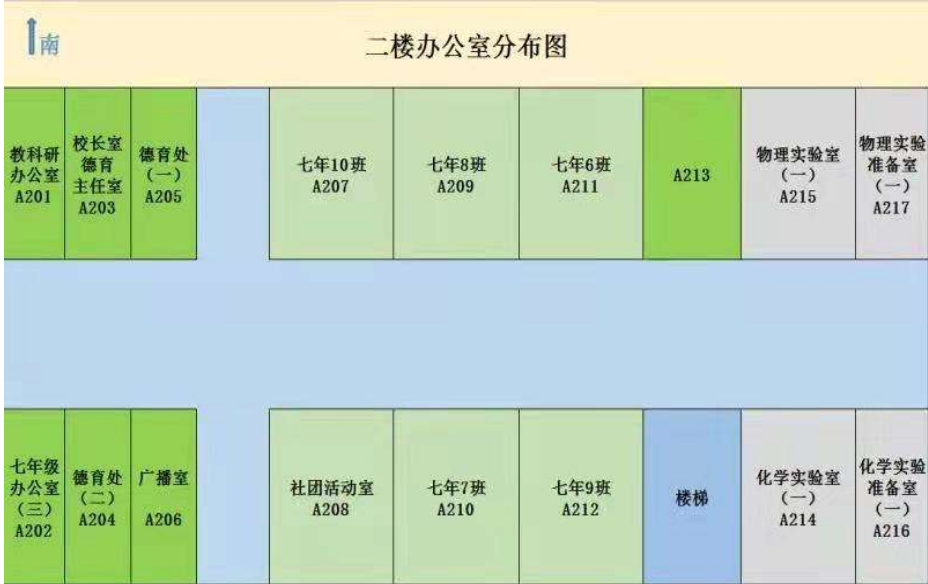 南
二楼办公室分布图
教科研
办公室
A201
校长室
德育
主任室
A203
德育处
（一）
A205
七年10班
A207
七年8班
A209
七年6班
A211
A213
物理实验室
（一）
A215
物理实验
准备室
（一）
A217
七年级
办公室
（三）
A202
德育处
（二）
A204
广播室
A206
社团活动室
A208
七年7班
A210
七年9班
A212
楼梯
化学实验室
（一）
A214
化学实验
准备室
（一）
A216